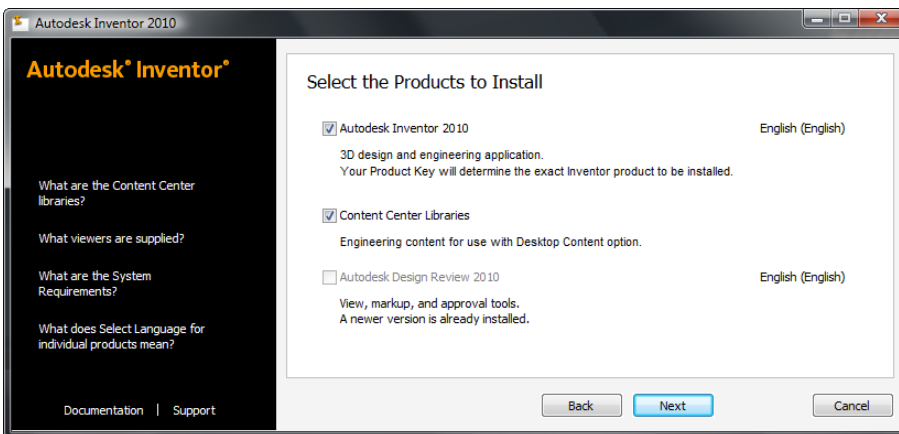 Autodesk Inventor 2010
Autodesk® Inventor®
What are the Content Center
libraries?
What viewers are supplied?
What are the System
Requirements?
What does Select Language for
individual products mean?
Documentation | Support
Select the Products to Install
Autodesk Inventor 2010 English (English)
3D design and engineering application.
Your Product Key will determine the exact Inventor product to be installed.
Content Center Libraries
Engineering content for use with Desktop Content option.
Autodesk Design Review 2010 English (English)
View, markup, and approval tools.
A newer version is already installed.
Back Next Cancel